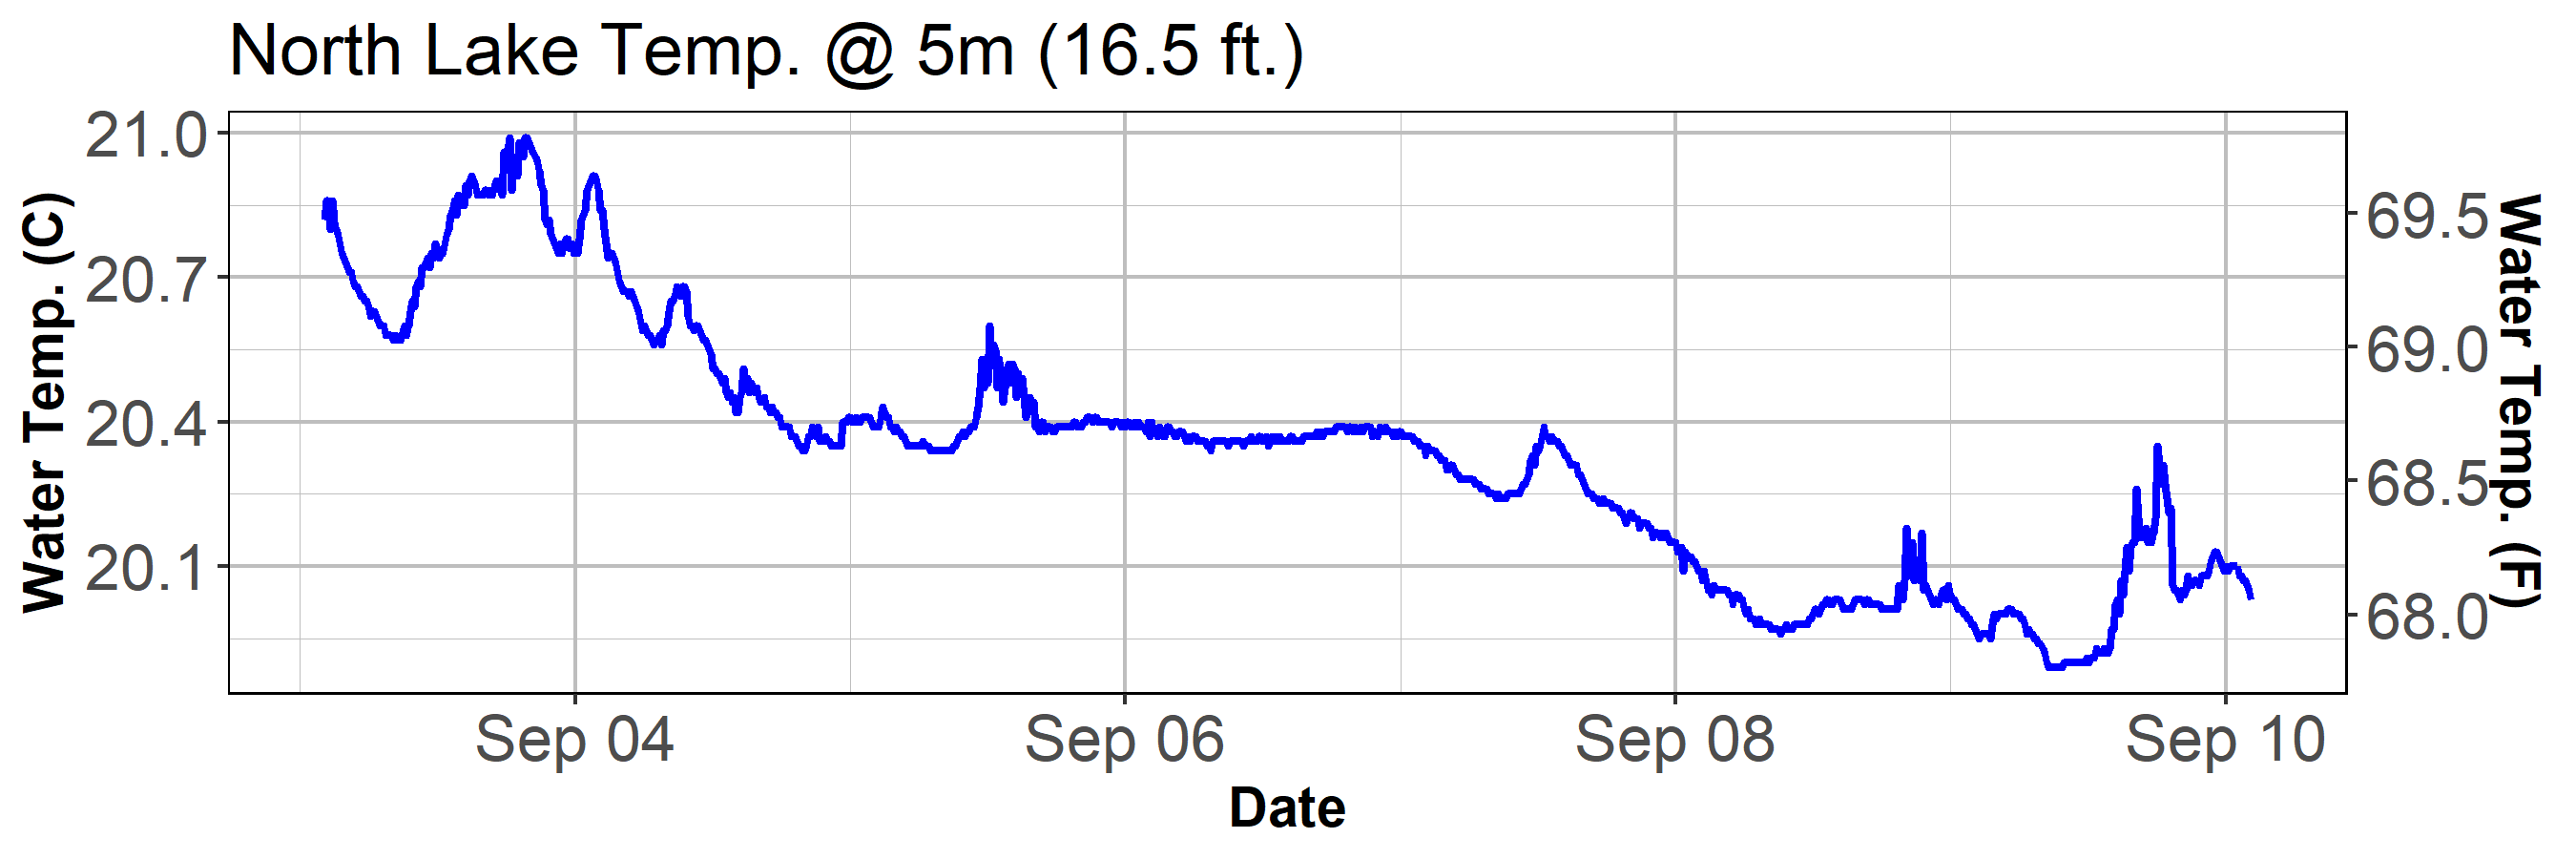 North Lake Temp. @ 5m (16.5 ft.)
Water Temp. (C)
21.0
20.7
20.4
20.1
69.5
69.0
68.5
68.0
Water Temp. (F)
Sep 04 Sep 06 Sep 08 Sep 10
Date